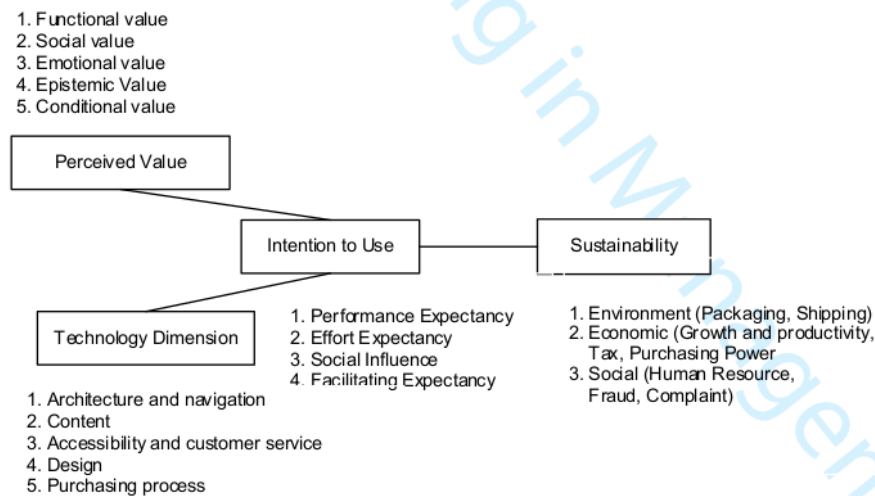 1. Functional value
2. Social value
3. Emotional value
4. Epistemic Value
5. Conditional value
Perceived Value
Intention to Use
Sustainability
Technology Dimension
1. Performance Expectancy
2. Effort Expectancy
3. Social Influence
4. Facilitating Expectancy
1. Environment (Packaging, Shipping)
2. Economic (Growth and productivity,
Tax, Purchasing Power
3. Social (Human Resource,
Fraud, Complaint)
1. Architecture and navigation
2. Content
3. Accessibility and customer service
4. Design
5. Purchasing process
in